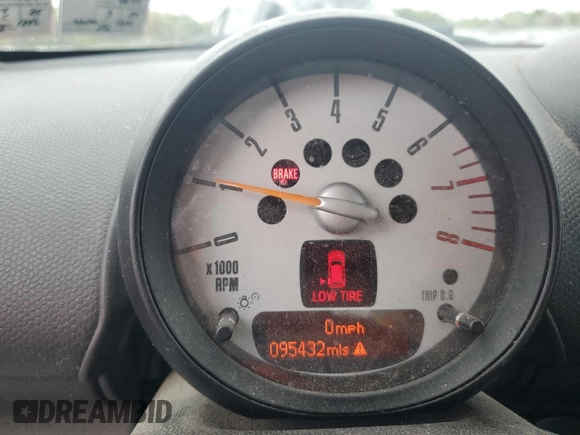 4
3
5
2
6
BRAKE
1
7
0
8
x 1000
RPM
LOW TIRE
TRIP 0.0
0mph
095432mls
DREAMBID